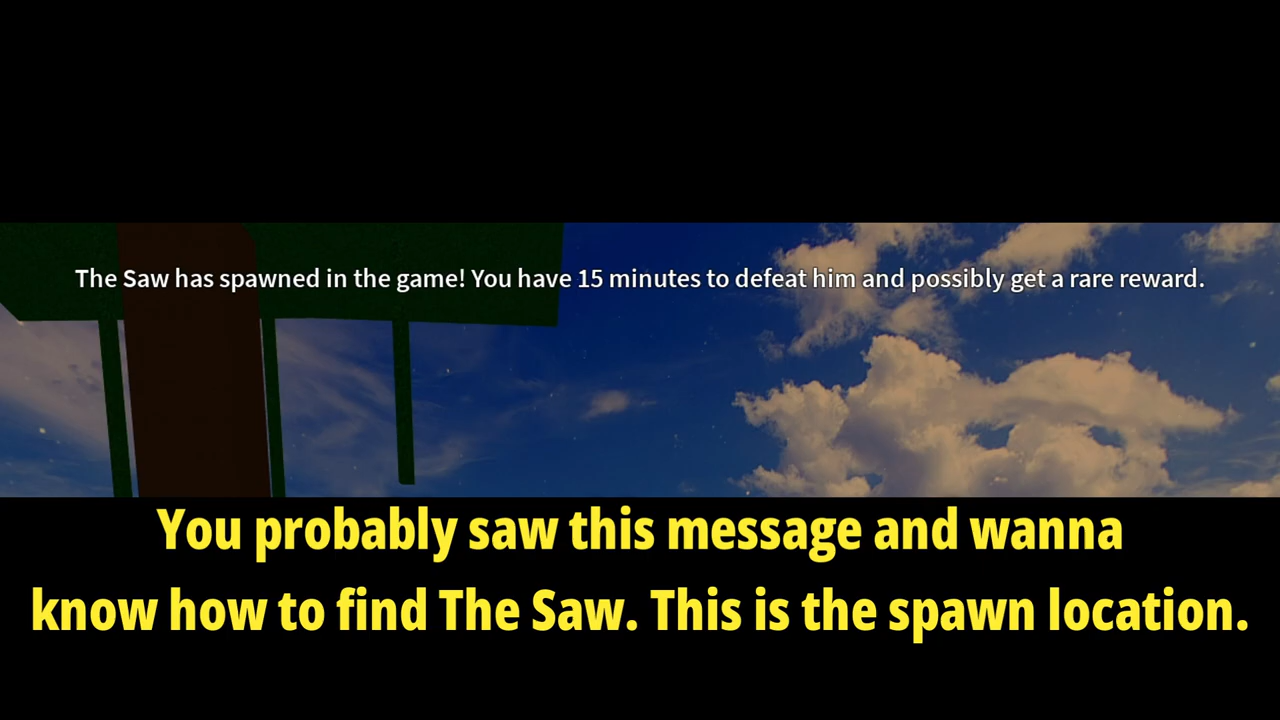 The Saw has spawned in the game! You have 15 minutes to defeat him and possibly get a rare reward.
You probably saw this message and wanna
know how to find The Saw. This is the spawn location.